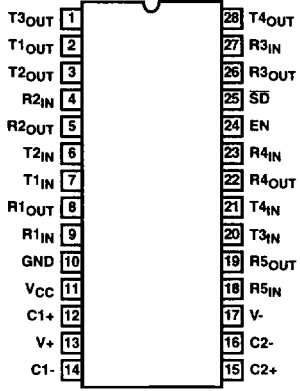 T3OUT 1 28 T4OUT
T1OUT 2 27 R3IN
T2OUT 3 26 R3OUT
R2IN 4 25 S̅D̅
R2OUT 5 24 EN
T2IN 6 23 R4IN
T1IN 7 22 R4OUT
R1OUT 8 21 T4IN
R1IN 9 20 T3IN
GND 10 19 R5OUT
VCC 11 18 R5IN
C1+ 12 17 V-
V+ 13 16 C2-
C1- 14 15 C2+